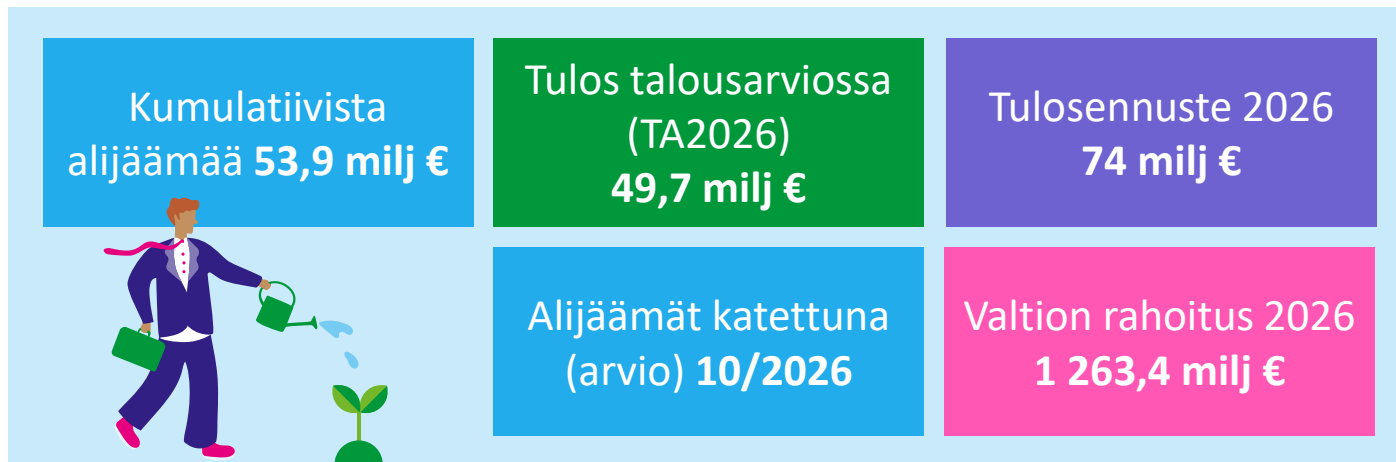 Kumulatiivista
alijäämää 53,9 milj €
Tulos talousarviossa
(TA2026)
49,7 milj €
Tulosennuste 2026
74 milj €
Alijäämät katettuna
(arvio) 10/2026
Valtion rahoitus 2026
1 263,4 milj €